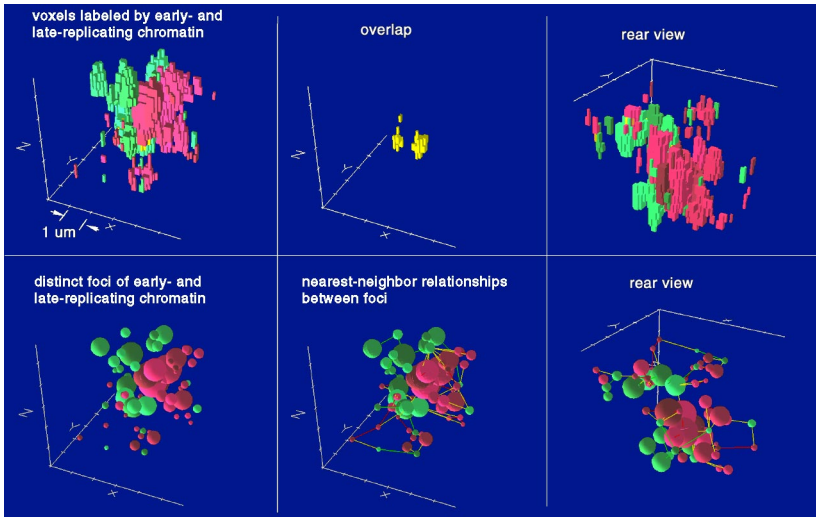 voxels labeled by early- and
late-replicating chromatin
Z
Y
X
1 um
overlap
Z
Y
X
rear view
Y
X
distinct foci of early- and
late-replicating chromatin
Z
Y
X
nearest-neighbor relationships
between foci
Z
Y
X
rear view
Y
X